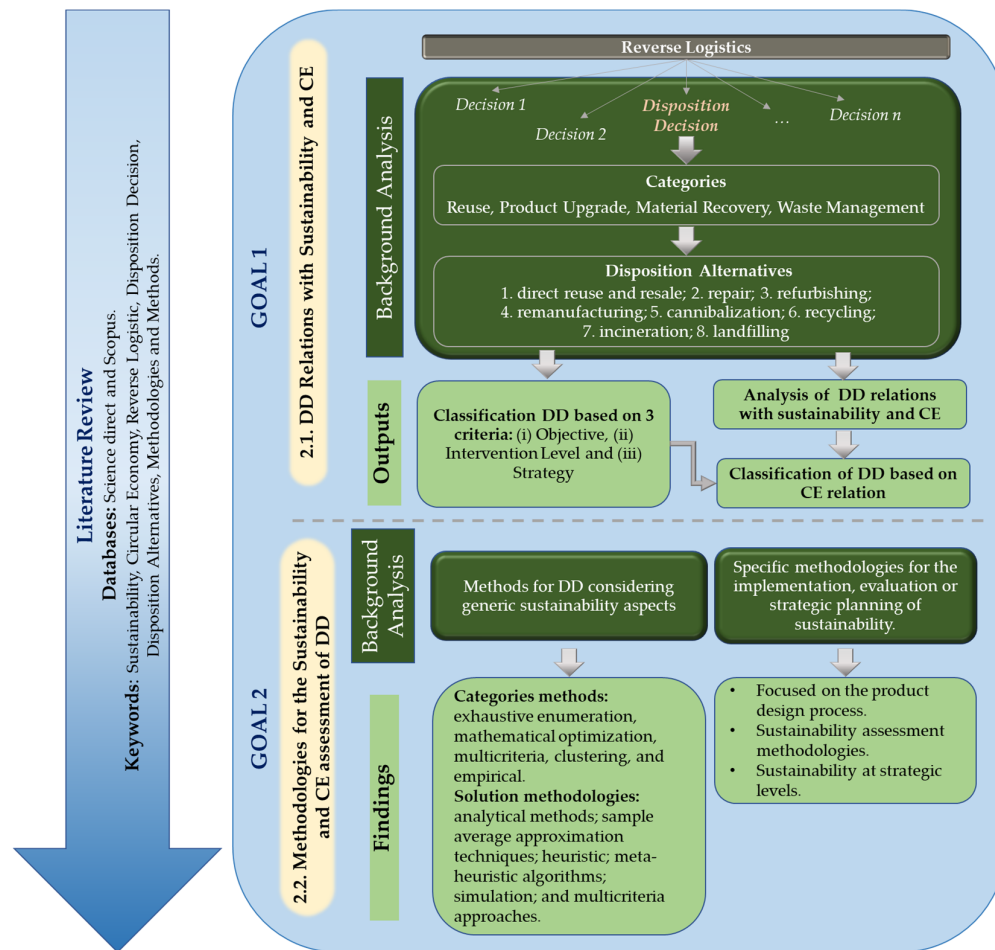 Literature Review
Databases: Science direct and Scopus.
Keywords: Sustainability, Circular Economy, Reverse Logistic, Disposition Decision,
Disposition Alternatives, Methodologies and Methods.
GOAL 1
2.1. DD Relations with Sustainability and CE
Background Analysis
Reverse Logistics
Decision 1
Decision 2
Disposition
Decision
...
Decision n
Categories
Reuse, Product Upgrade, Material Recovery, Waste Management
Disposition Alternatives
1. direct reuse and resale; 2. repair; 3. refurbishing;
4. remanufacturing; 5. cannibalization; 6. recycling;
7. incineration; 8. landfilling
Outputs
Classification DD based on 3
criteria: (i) Objective, (ii)
Intervention Level and (iii)
Strategy
Analysis of DD relations
with sustainability and CE
Classification of DD based on
CE relation
GOAL 2
2.2. Methodologies for the Sustainability
and CE assessment of DD
Background
Analysis
Methods for DD considering
generic sustainability aspects
Specific methodologies for the
implementation, evaluation or
strategic planning of
sustainability.
Findings
Categories methods:
exhaustive enumeration,
mathematical optimization,
multicriteria, clustering, and
empirical.
Solution methodologies:
analytical methods; sample
average approximation
techniques; heuristic; meta-
heuristic algorithms;
simulation; and multicriteria
approaches.
• Focused on the product
design process.
• Sustainability assessment
methodologies.
• Sustainability at strategic
levels.